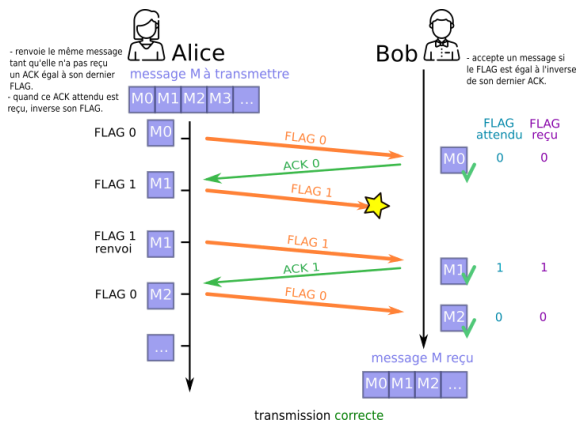 - renvoie le même message
tant qu'elle n'a pas reçu
un ACK égal à son dernier
FLAG.
- quand ce ACK attendu est
reçu, inverse son FLAG.
Alice
Bob
- accepte un message si
le FLAG est égal à l'inverse
de son dernier ACK.
message M à transmettre
M0 M1 M2 M3 ...
FLAG attendu
FLAG reçu
FLAG 0 M0
FLAG 0
M0 0 0
ACK 0
FLAG 1 M1
FLAG 1
FLAG 1
renvoi
M1
FLAG 1
M1 1 1
ACK 1
FLAG 0 M2
FLAG 0
M2 0 0
...
message M reçu
M0 M1 M2 ...
transmission correcte